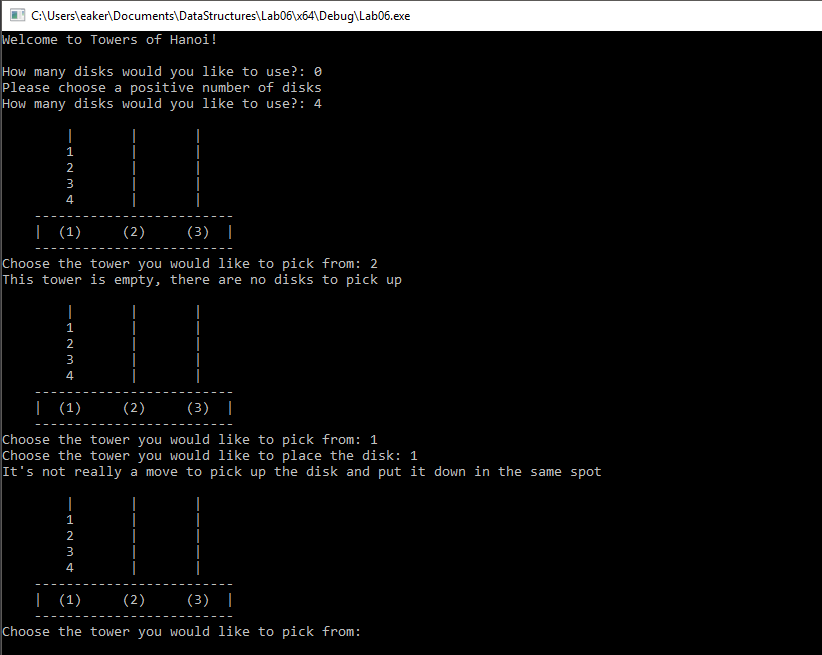 C:\Users\eaker\Documents\DataStructures\Lab06\x64\Debug\Lab06.exe
Welcome to Towers of Hanoi!

How many disks would you like to use?: 0
Please choose a positive number of disks
How many disks would you like to use?: 4

        |       |       |
        1       |       |
        2       |       |
        3       |       |
        4       |       |
    -------------------------
    |  (1)     (2)     (3)  |
    -------------------------
Choose the tower you would like to pick from: 2
This tower is empty, there are no disks to pick up

        |       |       |
        1       |       |
        2       |       |
        3       |       |
        4       |       |
    -------------------------
    |  (1)     (2)     (3)  |
    -------------------------
Choose the tower you would like to pick from: 1
Choose the tower you would like to place the disk: 1
It's not really a move to pick up the disk and put it down in the same spot

        |       |       |
        1       |       |
        2       |       |
        3       |       |
        4       |       |
    -------------------------
    |  (1)     (2)     (3)  |
    -------------------------
Choose the tower you would like to pick from: